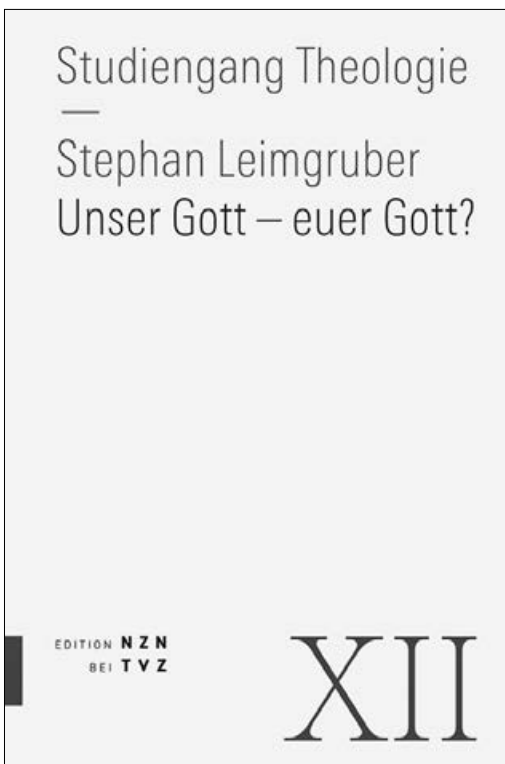 Studiengang Theologie
—
Stephan Leimgruber
Unser Gott – euer Gott?
EDITION NZN
BEI TVZ
XII